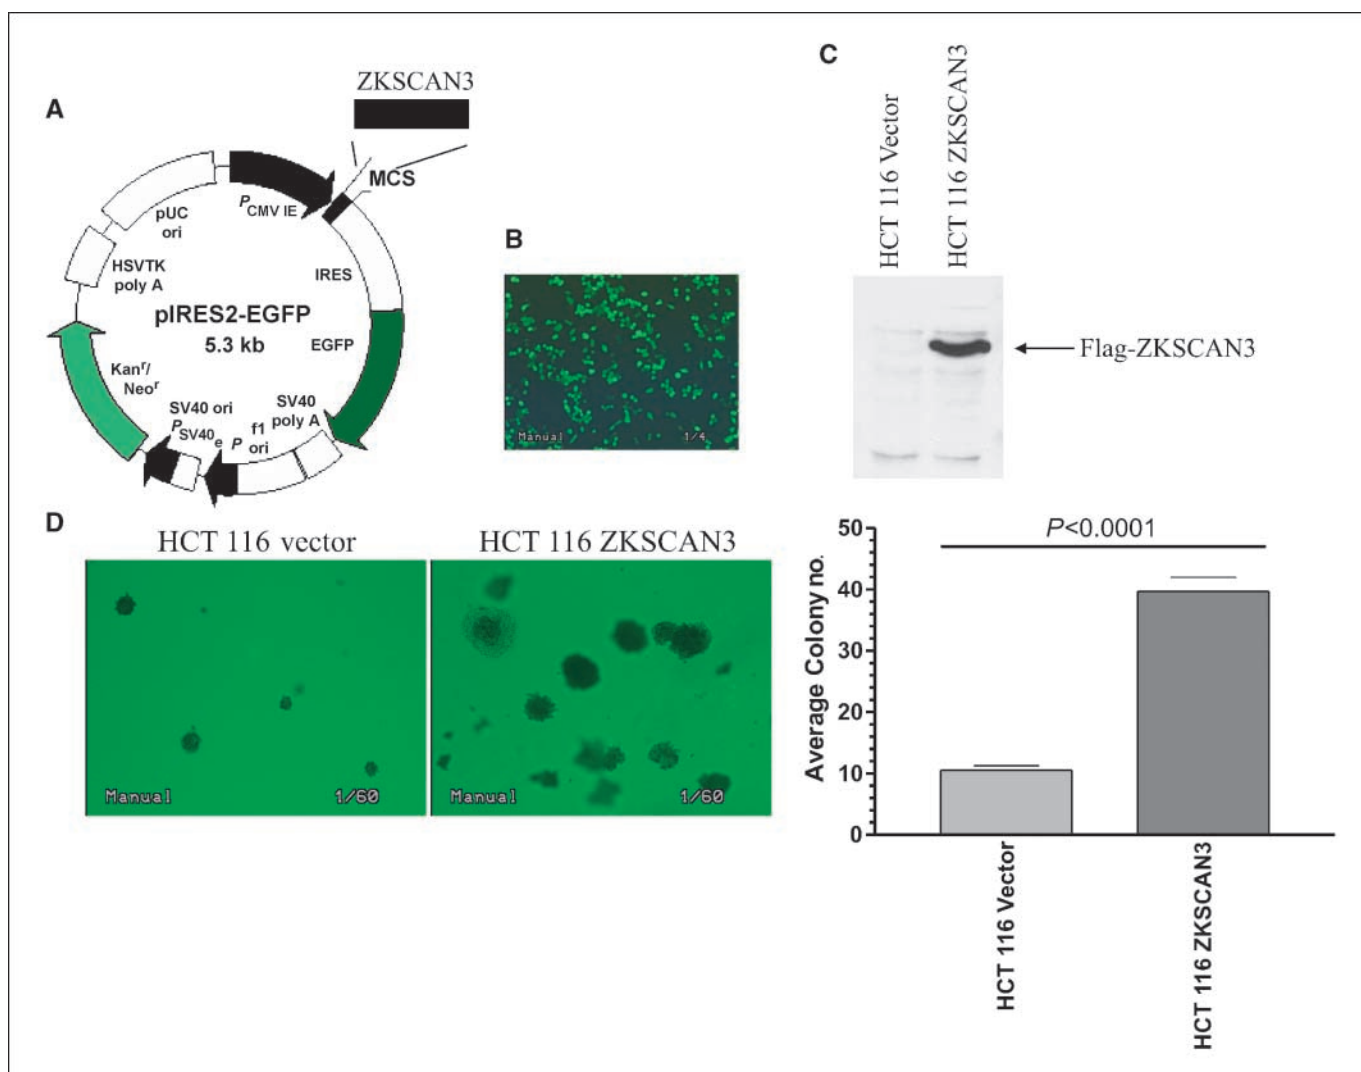 A
ZKSCAN3
MCS
P CMV IE
pUC
ori
HSVTK
poly A
IRES
pIRES2-EGFP
5.3 kb
EGFP
Kanr/
Neor
SV40 ori
P SV40 e
P
f1
ori
SV40
poly A
B
Manual 1/4
C
HCT 116 Vector
HCT 116 ZKSCAN3
Flag-ZKSCAN3
D
HCT 116 vector
Manual 1/60
HCT 116 ZKSCAN3
Manual 1/60
P<0.0001
Average Colony no.
50
40
30
20
10
0
HCT 116 Vector
HCT 116 ZKSCAN3